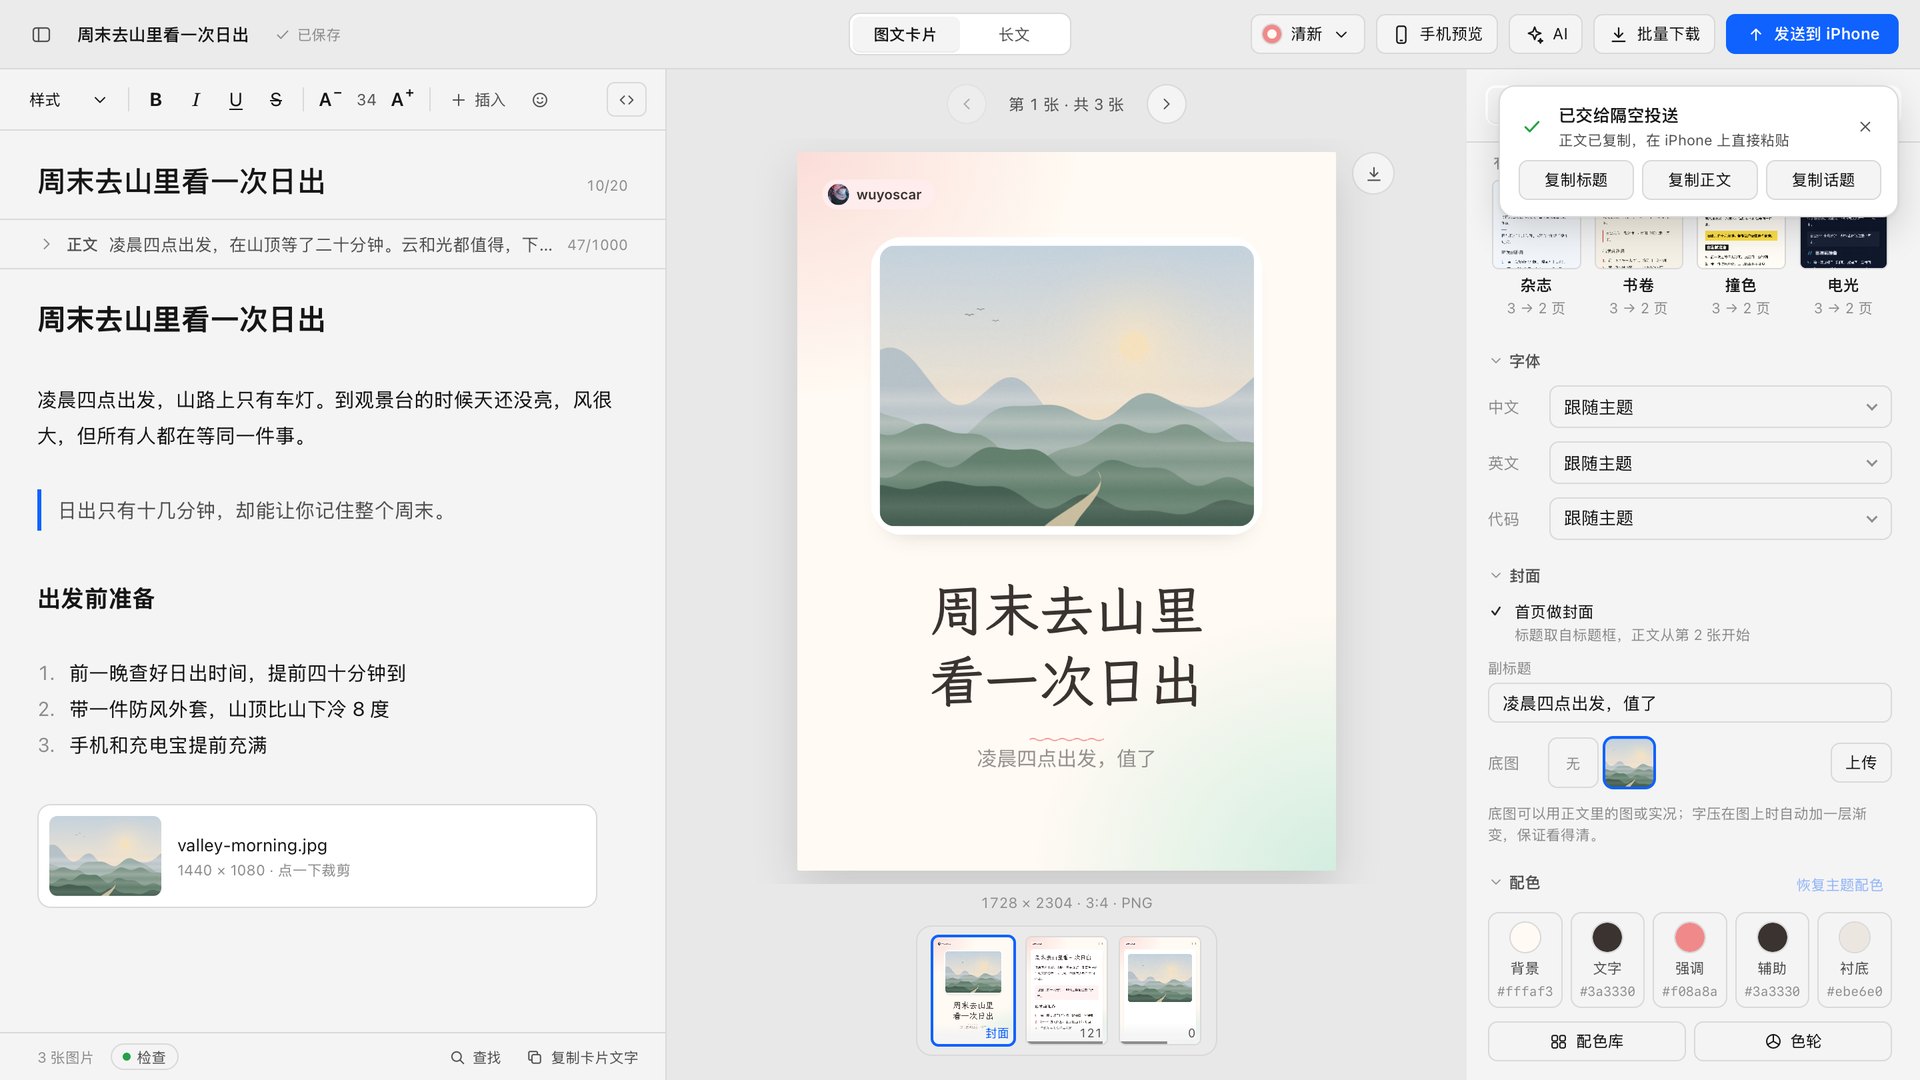 周末去山里看一次日出
已保存
图文卡片
长文
清新
手机预览
AI
批量下载
发送到 iPhone
样式
B I U S A− 34 A+
插入
第 1 张 · 共 3 张
已交给隔空投送
正文已复制，在 iPhone 上直接粘贴
复制标题
复制正文
复制话题
周末去山里看一次日出
10/20
正文 凌晨四点出发，在山顶等了二十分钟。云和光都值得，下... 47/1000
周末去山里看一次日出
凌晨四点出发，山路上只有车灯。到观景台的时候天还没亮，风很
大，但所有人都在等同一件事。
日出只有十几分钟，却能让你记住整个周末。
出发前准备
1. 前一晚查好日出时间，提前四十分钟到
2. 带一件防风外套，山顶比山下冷 8 度
3. 手机和充电宝提前充满
valley-morning.jpg
1440 × 1080 · 点一下裁剪
3 张图片
检查
查找
复制卡片文字
wuyoscar
周末去山里
看一次日出
凌晨四点出发，值了
1728 × 2304 · 3:4 · PNG
周末去山里
看一次日出
封面
周末去山里看一次日出
121
0
杂志
3 → 2 页
书卷
3 → 2 页
撞色
3 → 2 页
电光
3 → 2 页
字体
中文 跟随主题
英文 跟随主题
代码 跟随主题
封面
首页做封面
标题取自标题框，正文从第 2 张开始
副标题
凌晨四点出发，值了
底图
无
上传
底图可以用正文里的图或实况；字压在图上时自动加一层渐
变，保证看得清。
配色
恢复主题配色
背景
#fffaf3
文字
#3a3330
强调
#f08a8a
辅助
#3a3330
衬底
#ebe6e0
配色库
色轮